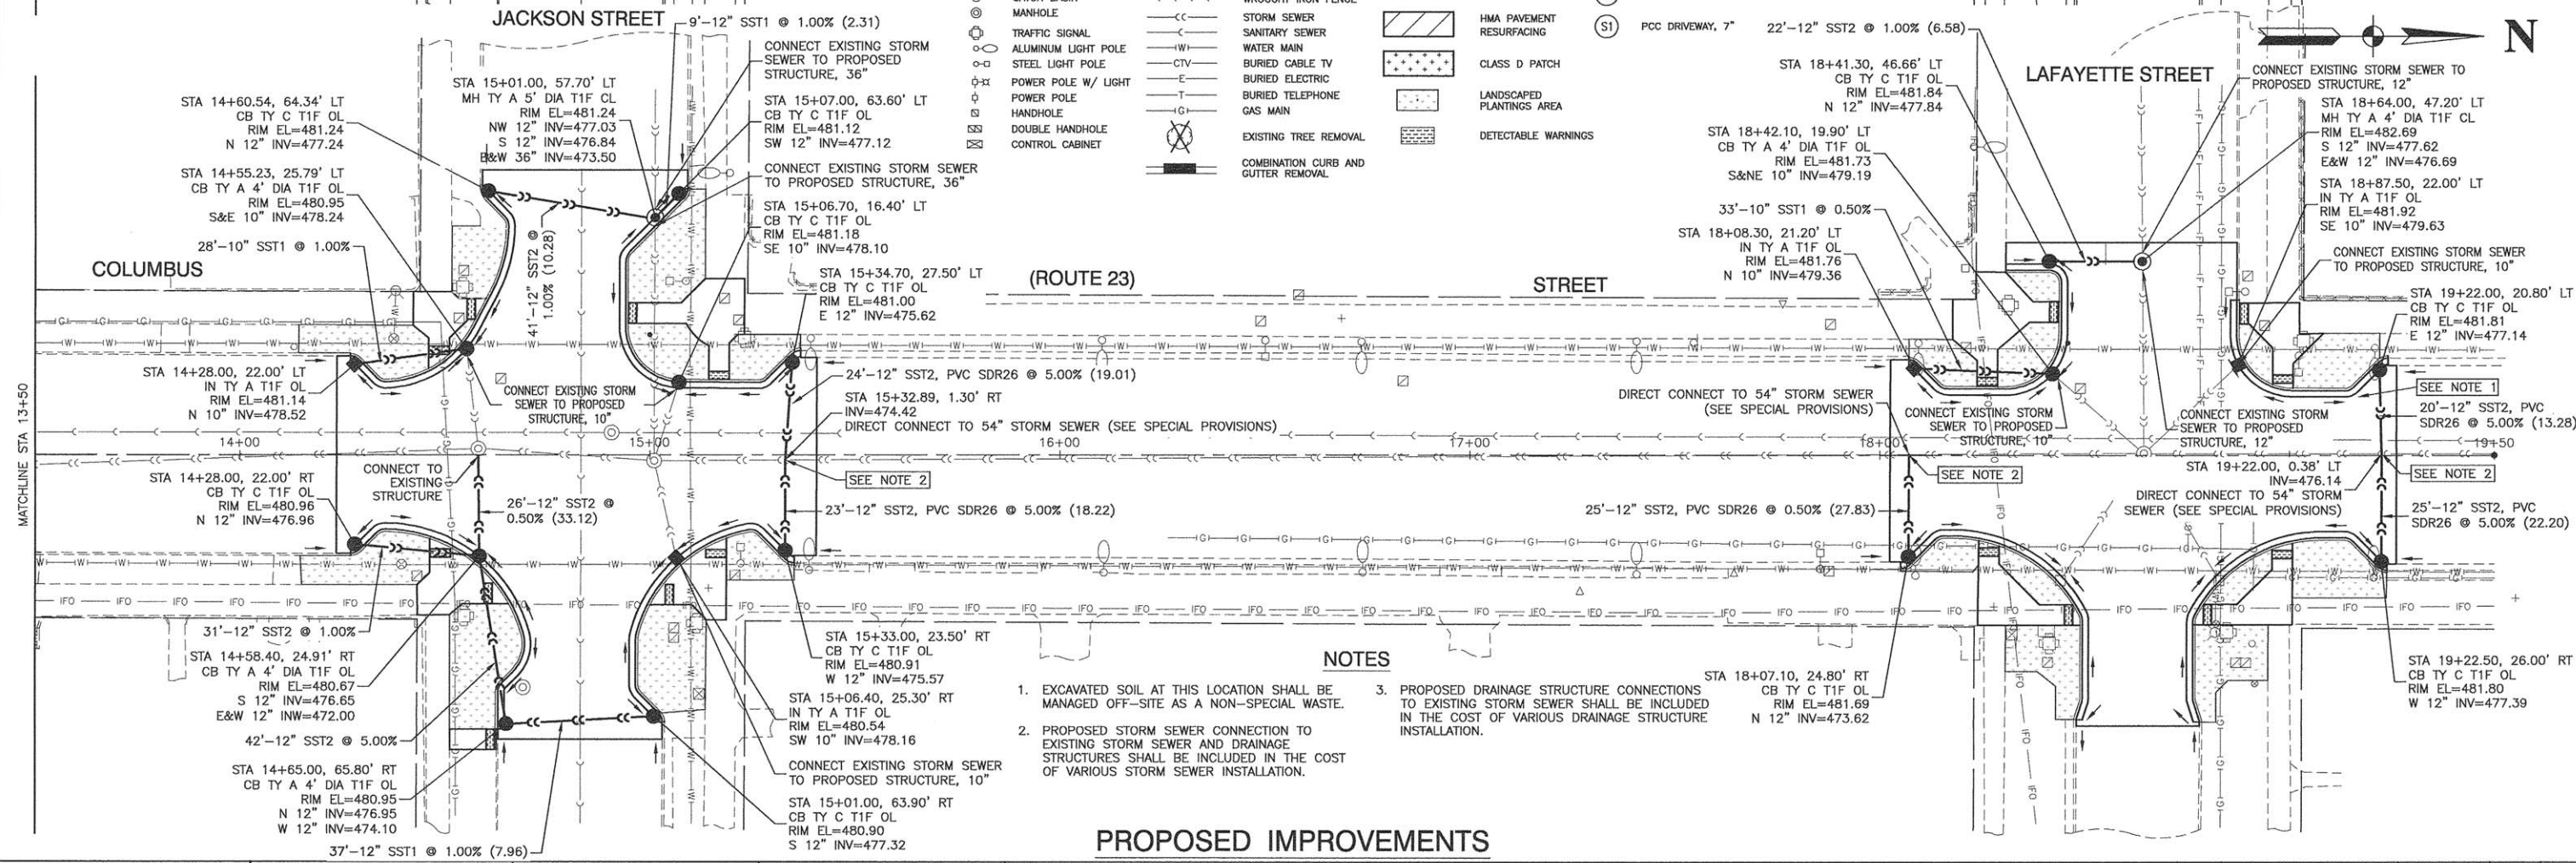 JACKSON STREET
9'-12" SST1 @ 1.00% (2.31)
CONNECT EXISTING STORM
SEWER TO PROPOSED
STRUCTURE, 36"
STA 15+01.00, 57.70' LT
MH TY A 5' DIA T1F CL
RIM EL=481.24
NW 12" INV=477.03
S 12" INV=476.84
E&W 36" INV=473.50
STA 15+07.00, 63.60' LT
CB TY C T1F OL
RIM EL=481.12
SW 12" INV=477.12
STA 14+60.54, 64.34' LT
CB TY C T1F OL
RIM EL=481.24
N 12" INV=477.24
CONNECT EXISTING STORM SEWER
TO PROPOSED STRUCTURE, 36"
STA 14+55.23, 25.79' LT
CB TY A 4' DIA T1F OL
RIM EL=480.95
S&E 10" INV=478.24
STA 15+06.70, 16.40' LT
CB TY C T1F OL
RIM EL=481.18
SE 10" INV=478.10
28'-10" SST1 @ 1.00%
41'-12" SST2 @
1.00% (10.28)
STA 15+34.70, 27.50' LT
CB TY C T1F OL
RIM EL=481.00
E 12" INV=475.62
MANHOLE
TRAFFIC SIGNAL
ALUMINUM LIGHT POLE
STEEL LIGHT POLE
POWER POLE W/ LIGHT
POWER POLE
HANDHOLE
DOUBLE HANDHOLE
CONTROL CABINET
STORM SEWER
SANITARY SEWER
WATER MAIN
BURIED CABLE TV
BURIED ELECTRIC
BURIED TELEPHONE
GAS MAIN
EXISTING TREE REMOVAL
COMBINATION CURB AND
GUTTER REMOVAL
HMA PAVEMENT
RESURFACING
CLASS D PATCH
LANDSCAPED
PLANTINGS AREA
DETECTABLE WARNINGS
S1 PCC DRIVEWAY, 7"
22'-12" SST2 @ 1.00% (6.58)
N
LAFAYETTE STREET
STA 18+41.30, 46.66' LT
CB TY C T1F OL
RIM EL=481.84
N 12" INV=477.84
CONNECT EXISTING STORM SEWER TO
PROPOSED STRUCTURE, 12"
STA 18+64.00, 47.20' LT
MH TY A 4' DIA T1F CL
RIM EL=482.69
S 12" INV=477.62
E&W 12" INV=476.69
STA 18+42.10, 19.90' LT
CB TY A 4' DIA T1F OL
RIM EL=481.73
S&NE 10" INV=479.19
STA 18+87.50, 22.00' LT
IN TY A T1F OL
RIM EL=481.92
SE 10" INV=479.63
33'-10" SST1 @ 0.50%
STA 18+08.30, 21.20' LT
IN TY A T1F OL
RIM EL=481.76
N 10" INV=479.36
CONNECT EXISTING STORM SEWER
TO PROPOSED STRUCTURE, 10"
STA 19+22.00, 20.80' LT
CB TY C T1F OL
RIM EL=481.81
E 12" INV=477.14
COLUMBUS
(ROUTE 23)
STREET
STA 14+28.00, 22.00' LT
IN TY A T1F OL
RIM EL=481.14
N 10" INV=478.52
CONNECT EXISTING STORM
SEWER TO PROPOSED
STRUCTURE, 10"
24'-12" SST2, PVC SDR26 @ 5.00% (19.01)
STA 15+32.89, 1.30' RT
INV=474.42
DIRECT CONNECT TO 54" STORM SEWER (SEE SPECIAL PROVISIONS)
DIRECT CONNECT TO 54" STORM SEWER
(SEE SPECIAL PROVISIONS)
CONNECT EXISTING STORM
SEWER TO PROPOSED
STRUCTURE, 10"
CONNECT EXISTING STORM
SEWER TO PROPOSED
STRUCTURE, 12"
SEE NOTE 1
20'-12" SST2, PVC
SDR26 @ 5.00% (13.28)
MATCHLINE STA 13+50
14+00
15+00
16+00
17+00
18+00
19+50
CONNECT TO
EXISTING
STRUCTURE
SEE NOTE 2
SEE NOTE 2
SEE NOTE 2
STA 19+22.00, 0.38' LT
INV=476.14
DIRECT CONNECT TO 54" STORM
SEWER (SEE SPECIAL PROVISIONS)
STA 14+28.00, 22.00' RT
CB TY C T1F OL
RIM EL=480.96
N 12" INV=476.96
26'-12" SST2 @
0.50% (33.12)
23'-12" SST2, PVC SDR26 @ 5.00% (18.22)
25'-12" SST2, PVC SDR26 @ 0.50% (27.83)
25'-12" SST2, PVC
SDR26 @ 5.00% (22.20)
31'-12" SST2 @ 1.00%
STA 14+58.40, 24.91' RT
CB TY A 4' DIA T1F OL
RIM EL=480.67
S 12" INV=476.65
E&W 12" INW=472.00
42'-12" SST2 @ 5.00%
STA 14+65.00, 65.80' RT
CB TY A 4' DIA T1F OL
RIM EL=480.95
N 12" INV=476.95
W 12" INV=474.10
37'-12" SST1 @ 1.00% (7.96)
STA 15+33.00, 23.50' RT
CB TY C T1F OL
RIM EL=480.91
W 12" INV=475.57
STA 15+06.40, 25.30' RT
IN TY A T1F OL
RIM EL=480.54
SW 10" INV=478.16
CONNECT EXISTING STORM SEWER
TO PROPOSED STRUCTURE, 10"
STA 15+01.00, 63.90' RT
CB TY C T1F OL
RIM EL=480.90
S 12" INV=477.32
NOTES
1. EXCAVATED SOIL AT THIS LOCATION SHALL BE
MANAGED OFF-SITE AS A NON-SPECIAL WASTE.
2. PROPOSED STORM SEWER CONNECTION TO
EXISTING STORM SEWER AND DRAINAGE
STRUCTURES SHALL BE INCLUDED IN THE COST
OF VARIOUS STORM SEWER INSTALLATION.
3. PROPOSED DRAINAGE STRUCTURE CONNECTIONS
TO EXISTING STORM SEWER SHALL BE INCLUDED
IN THE COST OF VARIOUS DRAINAGE STRUCTURE
INSTALLATION.
STA 18+07.10, 24.80' RT
CB TY C T1F OL
RIM EL=481.69
N 12" INV=473.62
STA 19+22.50, 26.00' RT
CB TY C T1F OL
RIM EL=481.80
W 12" INV=477.39
PROPOSED IMPROVEMENTS